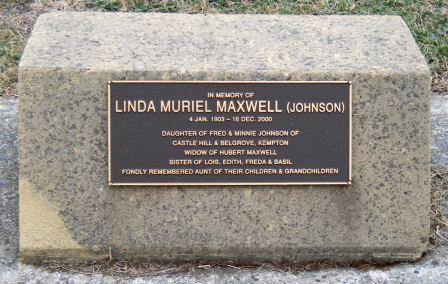 IN MEMORY OF
LINDA MURIEL MAXWELL (JOHNSON)
4 JAN. 1903 – 16 DEC. 2000
DAUGHTER OF FRED & MINNIE JOHNSON OF
CASTLE HILL & BELGROVE, KEMPTON
WIDOW OF HUBERT MAXWELL
SISTER OF LOIS, EDITH, FREDA & BASIL
FONDLY REMEMBERED AUNT OF THEIR CHILDREN & GRANDCHILDREN